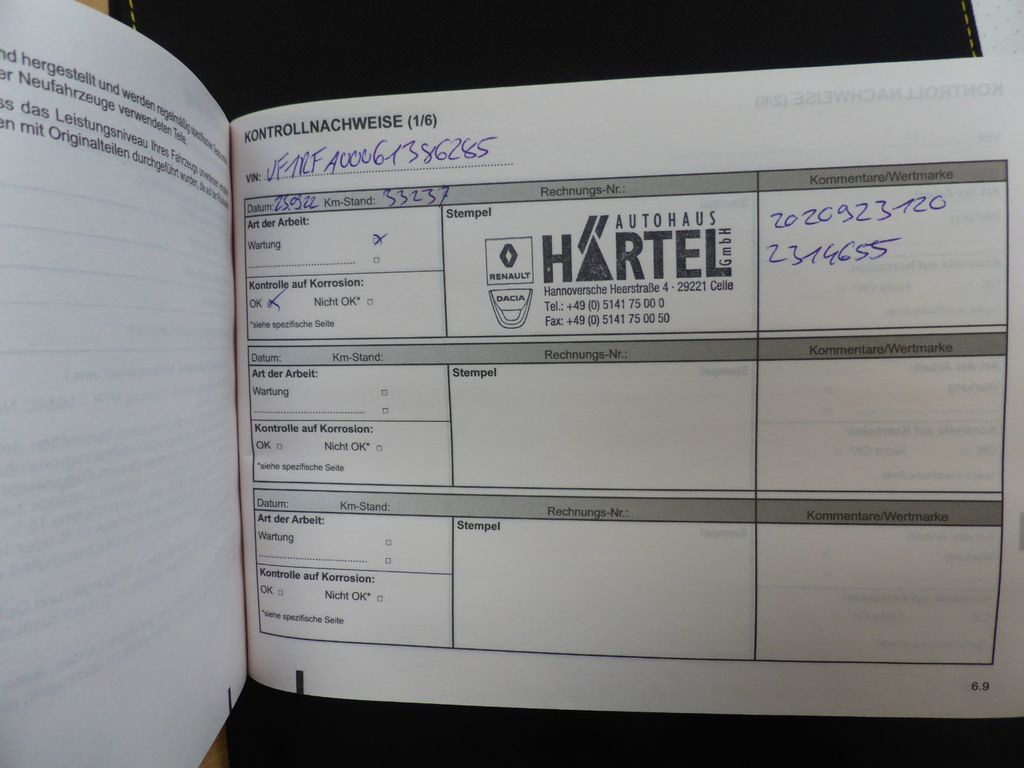 nd hergestellt und werden regelmäßig
er Neufahrzeuge verwendeten Teile.
ss das Leistungsniveau Ihres Fahrzeugs
en mit Originalteilen durchgeführt wurden, da auf der
KONTROLLNACHWEISE (1/6)
VIN: VF1RFA00061386285
Datum: 23.9.22 Km-Stand: 33237 Rechnungs-Nr.: Kommentare/Wertmarke
Art der Arbeit:
Wartung
Kontrolle auf Korrosion:
OK Nicht OK*
*siehe spezifische Seite
Stempel
AUTOHAUS
HÄRTEL GmbH
RENAULT
DACIA
Hannoversche Heerstraße 4 · 29221 Celle
Tel.: +49 (0) 5141 75 00 0
Fax: +49 (0) 5141 75 00 50
2020923120
2314655
Datum: Km-Stand: Rechnungs-Nr.: Kommentare/Wertmarke
Art der Arbeit:
Wartung
Kontrolle auf Korrosion:
OK Nicht OK*
*siehe spezifische Seite
Stempel
Datum: Km-Stand: Rechnungs-Nr.: Kommentare/Wertmarke
Art der Arbeit:
Wartung
Kontrolle auf Korrosion:
OK Nicht OK*
*siehe spezifische Seite
Stempel
6.9